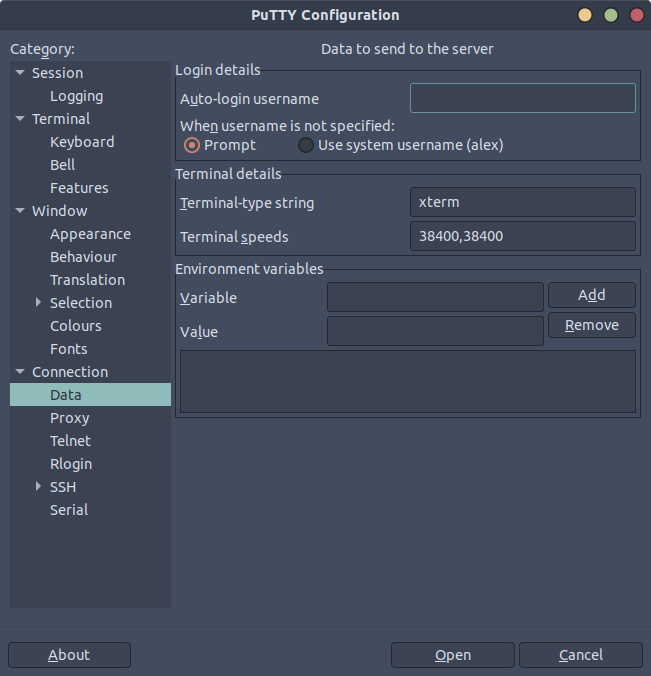 PuTTY Configuration
Category:
Session
Logging
Terminal
Keyboard
Bell
Features
Window
Appearance
Behaviour
Translation
Selection
Colours
Fonts
Connection
Data
Proxy
Telnet
Rlogin
SSH
Serial
Data to send to the server
Login details
Auto-login username
When username is not specified:
Prompt Use system username (alex)
Terminal details
Terminal-type string xterm
Terminal speeds 38400,38400
Environment variables
Variable Add
Value Remove
About Open Cancel